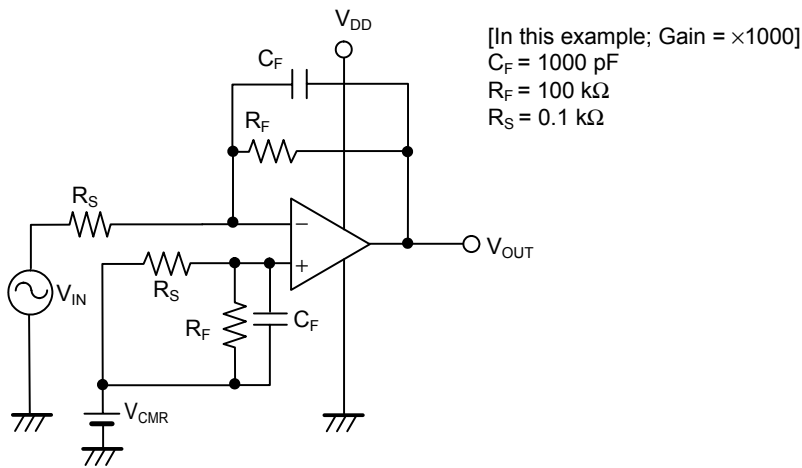 V_DD
[In this example; Gain = ×1000]
C_F = 1000 pF
R_F = 100 kΩ
R_S = 0.1 kΩ
C_F
R_F
R_S
−
+
V_OUT
R_S
V_IN
R_F
C_F
V_CMR